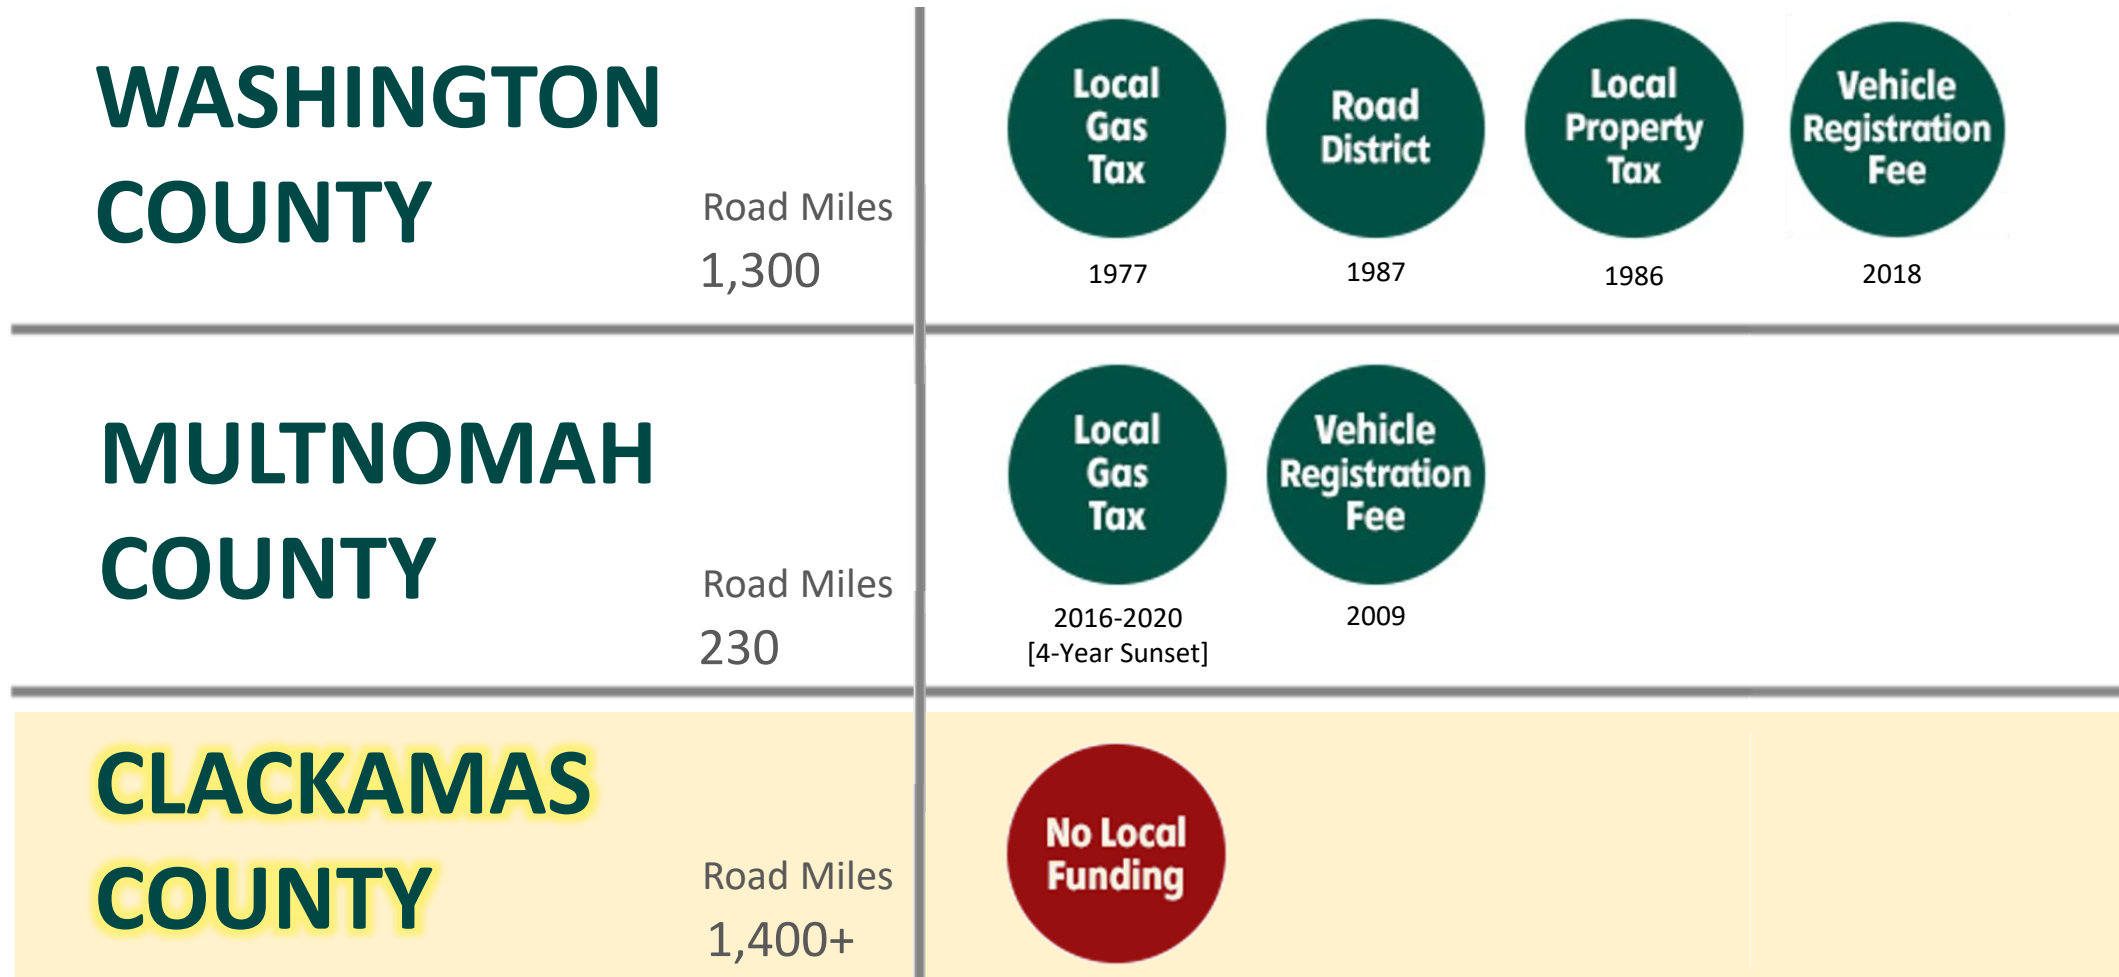 WASHINGTON
COUNTY
Road Miles
1,300
Local
Gas
Tax
1977
Road
District
1987
Local
Property
Tax
1986
Vehicle
Registration
Fee
2018
MULTNOMAH
COUNTY
Road Miles
230
Local
Gas
Tax
2016-2020
[4-Year Sunset]
Vehicle
Registration
Fee
2009
CLACKAMAS
COUNTY
Road Miles
1,400+
No Local
Funding